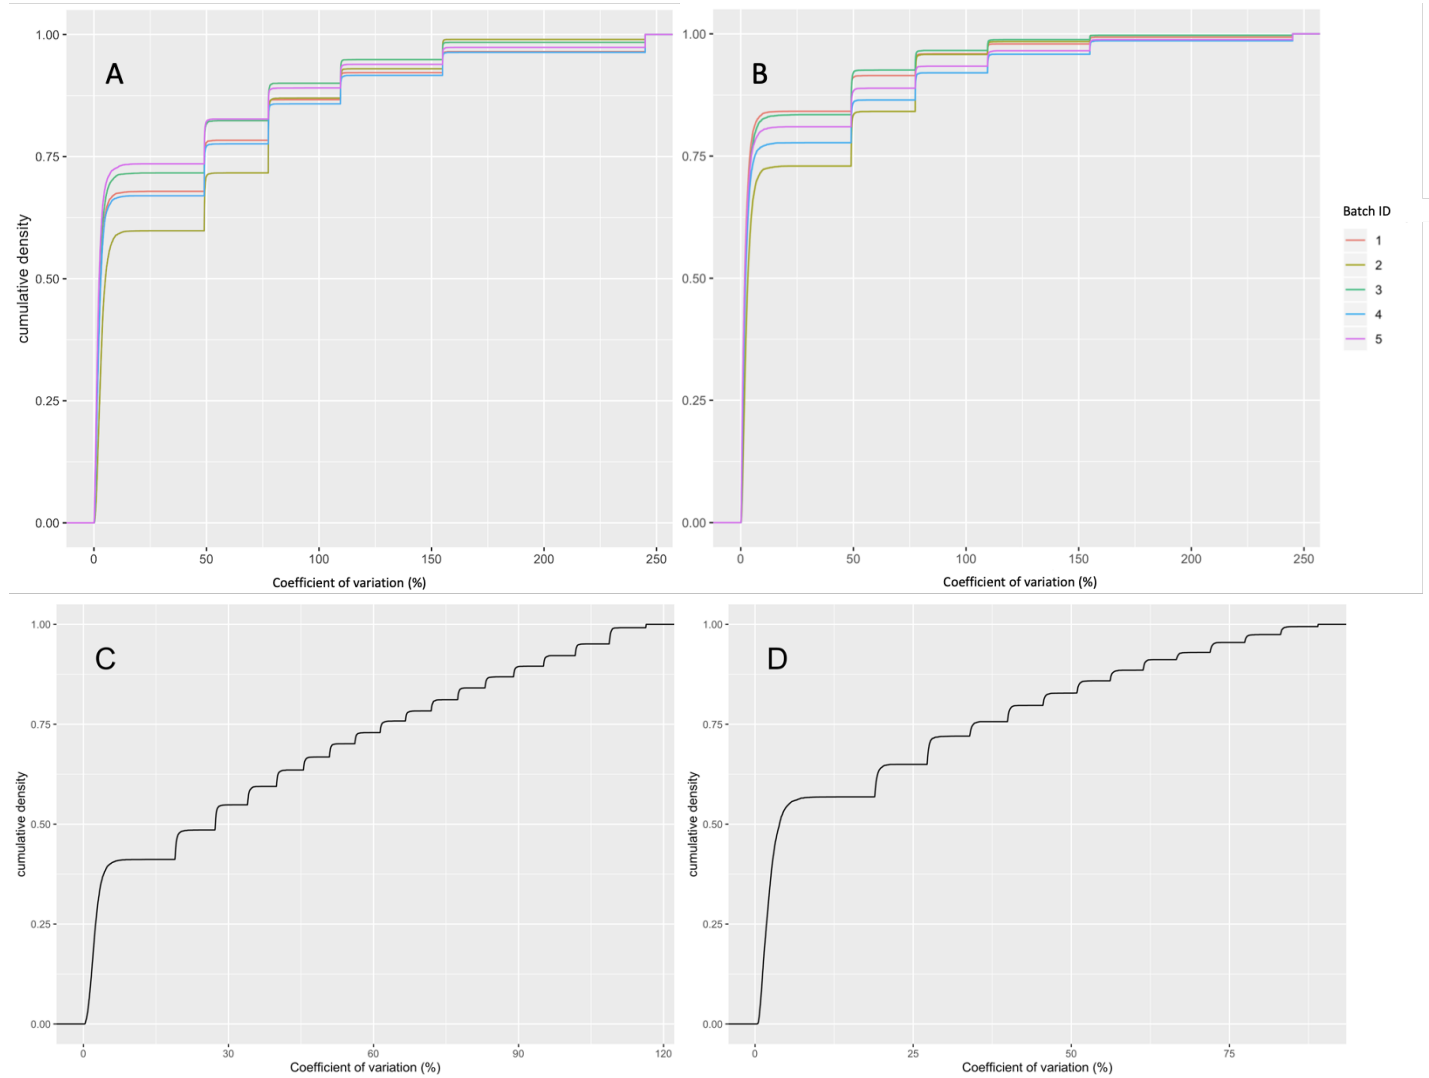 A
1.00
0.75
0.50
0.25
0.00
cumulative density
0 50 100 150 200 250
Coefficient of variation (%)
B
1.00
0.75
0.50
0.25
0.00
0 50 100 150 200 250
Coefficient of variation (%)
Batch ID
1
2
3
4
5
C
1.00
0.75
0.50
0.25
0.00
cumulative density
0 30 60 90 120
Coefficient of variation (%)
D
1.00
0.75
0.50
0.25
0.00
cumulative density
0 25 50 75
Coefficient of variation (%)